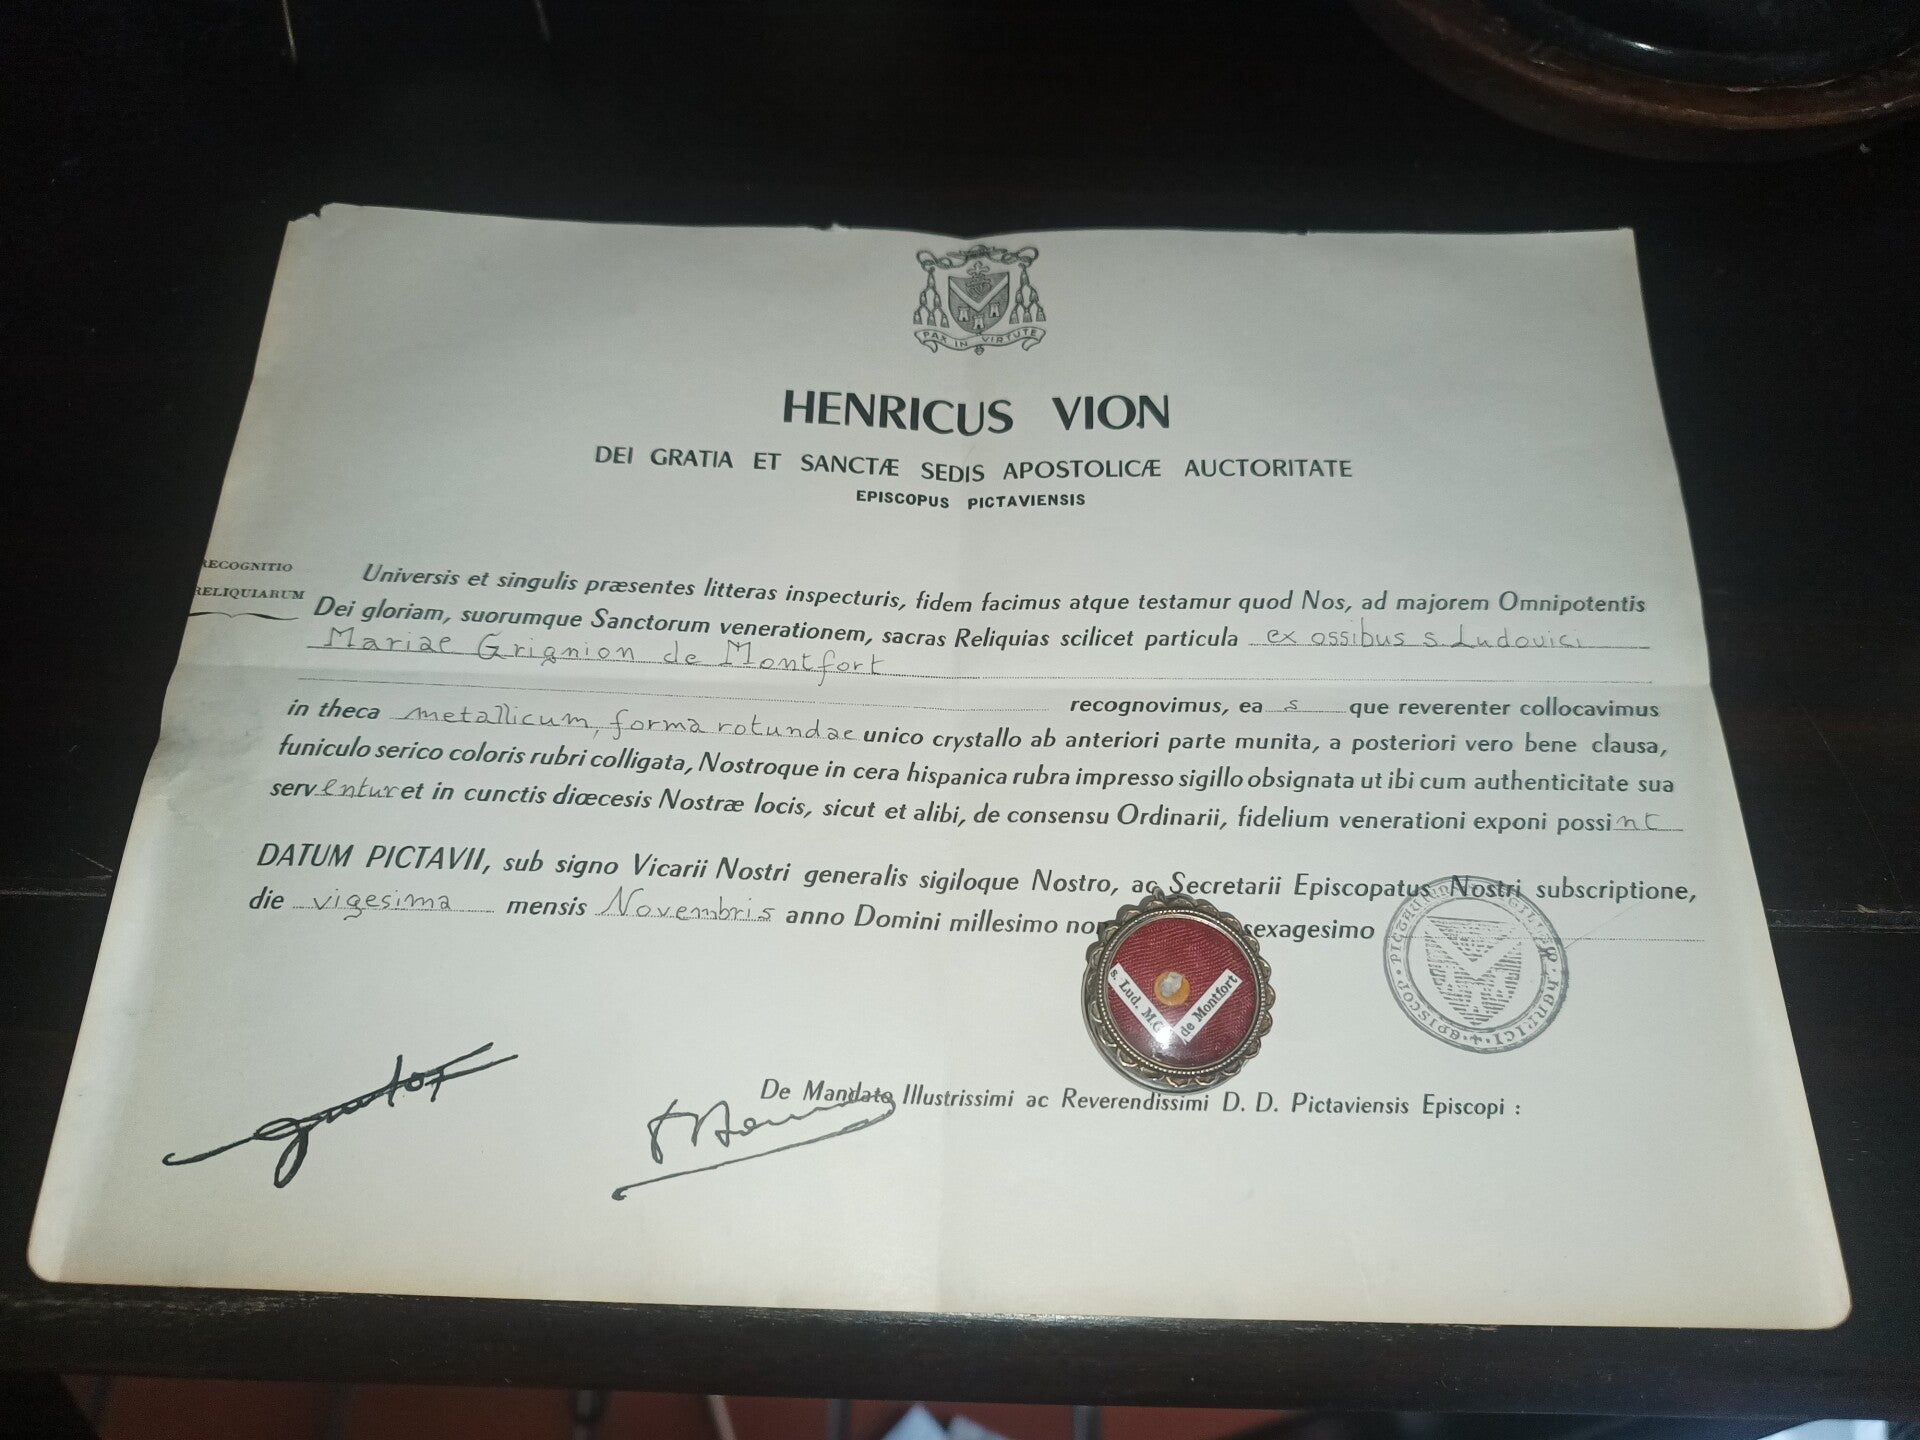 PAX IN VIRTUTE
HENRICUS VION
DEI GRATIA ET SANCTÆ SEDIS APOSTOLICÆ AUCTORITATE
EPISCOPUS PICTAVIENSIS
RECOGNITIO
RELIQUIARUM
Universis et singulis præsentes litteras inspecturis, fidem facimus atque testamur quod Nos, ad majorem Omnipotentis
Dei gloriam, suorumque Sanctorum venerationem, sacras Reliquias scilicet particula ex ossibus s. Ludovici
Mariae Grignion de Montfort
recognovimus, ea s que reverenter collocavimus
in theca metallicum, forma rotundae unico crystallo ab anteriori parte munita, a posteriori vero bene clausa,
funiculo serico coloris rubri colligata, Nostroque in cera hispanica rubra impresso sigillo obsignata ut ibi cum authenticitate sua
serventur et in cunctis diœcesis Nostræ locis, sicut et alibi, de consensu Ordinarii, fidelium venerationi exponi possint
DATUM PICTAVII, sub signo Vicarii Nostri generalis sigiloque Nostro, ac Secretarii Episcopatus Nostri subscriptione,
die vigesima mensis Novembris anno Domini millesimo no sexagesimo
s. Lud. M.G
de Montfort
De Mandato Illustrissimi ac Reverendissimi D. D. Pictaviensis Episcopi :